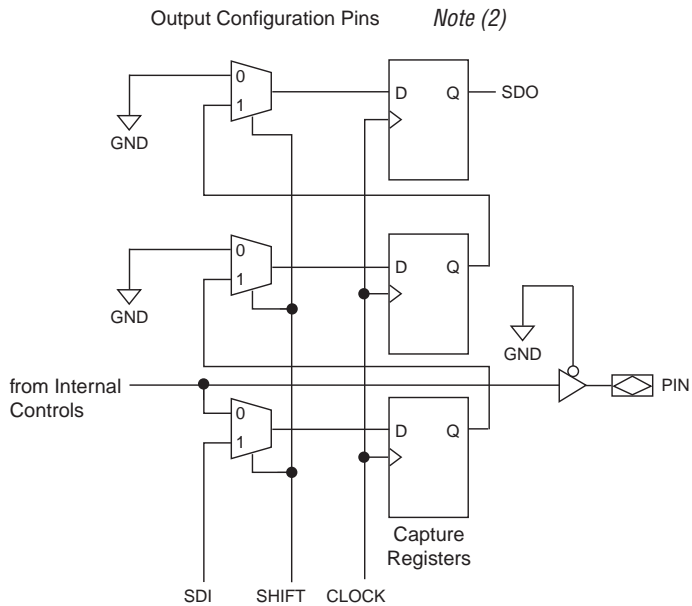 Output Configuration Pins Note (2)
0
1
GND
D Q
SDO
0
1
GND
D Q
GND
from Internal
Controls
PIN
0
1
D Q
Capture
Registers
SDI SHIFT CLOCK